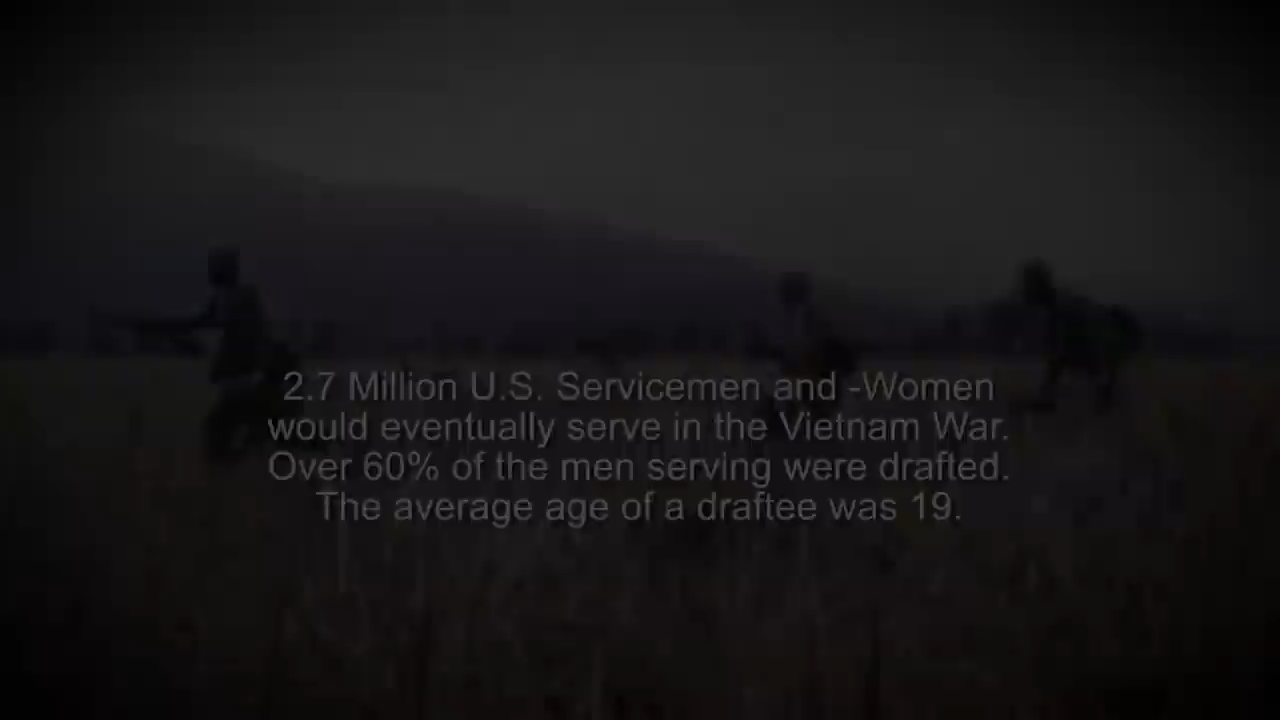 2.7 Million U.S. Servicemen and -Women
would eventually serve in the Vietnam War.
Over 60% of the men serving were drafted.
The average age of a draftee was 19.